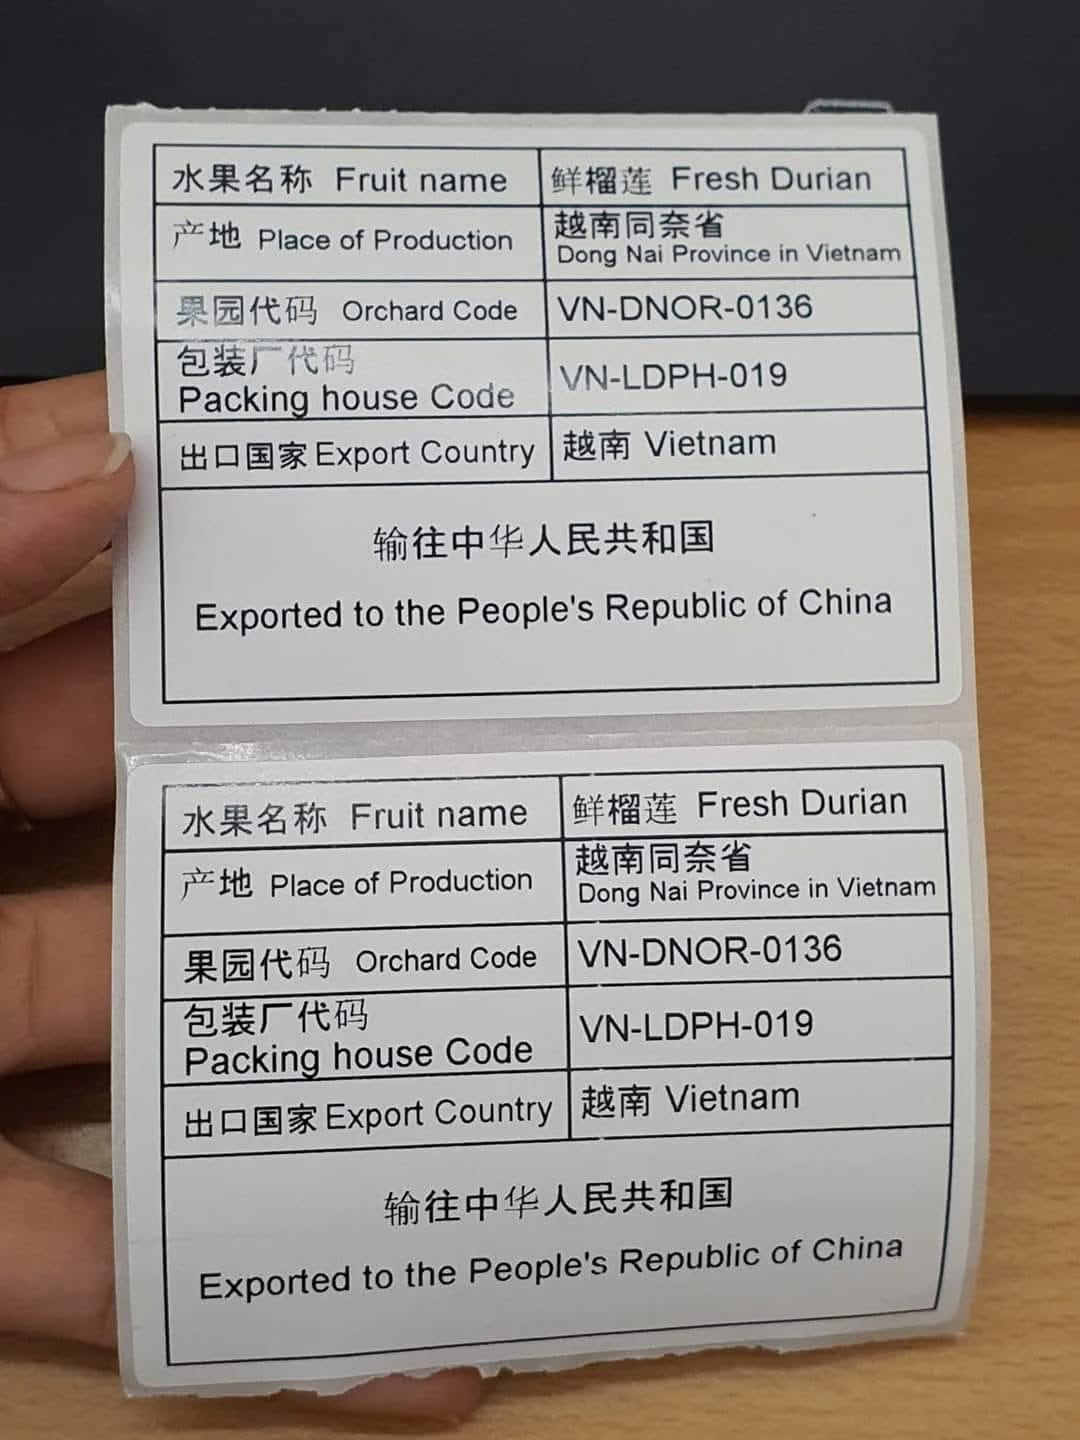 水果名称 Fruit name 鲜榴莲 Fresh Durian
产地 Place of Production 越南同奈省
Dong Nai Province in Vietnam
果园代码 Orchard Code VN-DNOR-0136
包装厂代码
Packing house Code VN-LDPH-019
出口国家 Export Country 越南 Vietnam
输往中华人民共和国
Exported to the People's Republic of China
水果名称 Fruit name 鲜榴莲 Fresh Durian
产地 Place of Production 越南同奈省
Dong Nai Province in Vietnam
果园代码 Orchard Code VN-DNOR-0136
包装厂代码
Packing house Code VN-LDPH-019
出口国家 Export Country 越南 Vietnam
输往中华人民共和国
Exported to the People's Republic of China